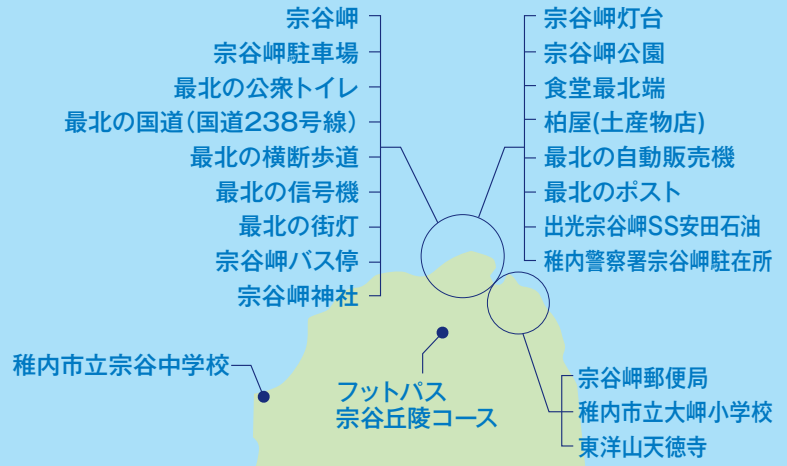 宗谷岬
宗谷岬駐車場
最北の公衆トイレ
最北の国道(国道238号線)
最北の横断歩道
最北の信号機
最北の街灯
宗谷岬バス停
宗谷岬神社
宗谷岬灯台
宗谷岬公園
食堂最北端
柏屋(土産物店)
最北の自動販売機
最北のポスト
出光宗谷岬SS安田石油
稚内警察署宗谷岬駐在所
稚内市立宗谷中学校
フットパス
宗谷丘陵コース
宗谷岬郵便局
稚内市立大岬小学校
東洋山天徳寺